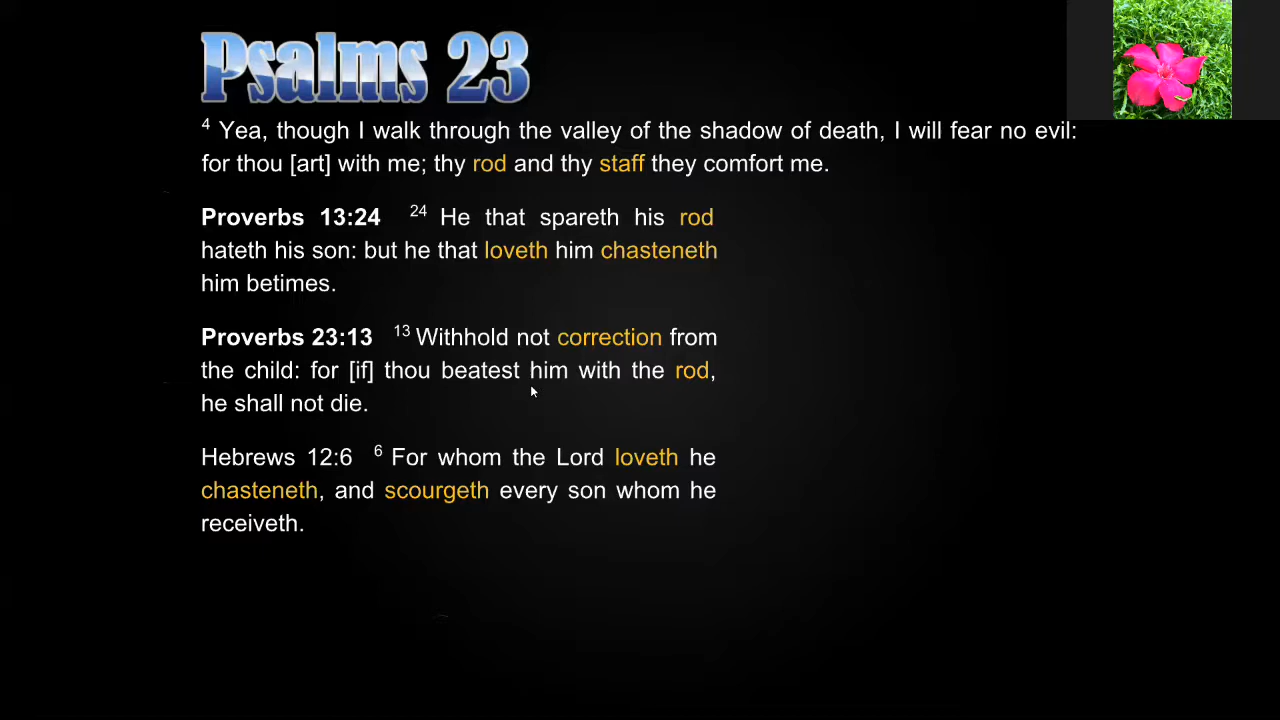 Psalms 23
4 Yea, though I walk through the valley of the shadow of death, I will fear no evil:
for thou [art] with me; thy rod and thy staff they comfort me.
Proverbs 13:24 24 He that spareth his rod
hateth his son: but he that loveth him chasteneth
him betimes.
Proverbs 23:13 13 Withhold not correction from
the child: for [if] thou beatest him with the rod,
he shall not die.
Hebrews 12:6 6 For whom the Lord loveth he
chasteneth, and scourgeth every son whom he
receiveth.